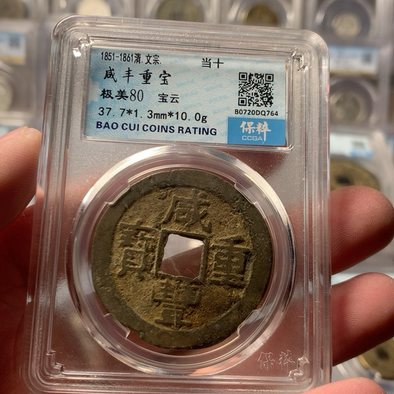 1851-1861清.文宗 当十
咸丰重宝
极美80 宝云
37.7*1.3mm*10.0g
BAO CUI COINS RATING
80720DQ764
保粹
CCGA
咸
寶 重
豐
保粹